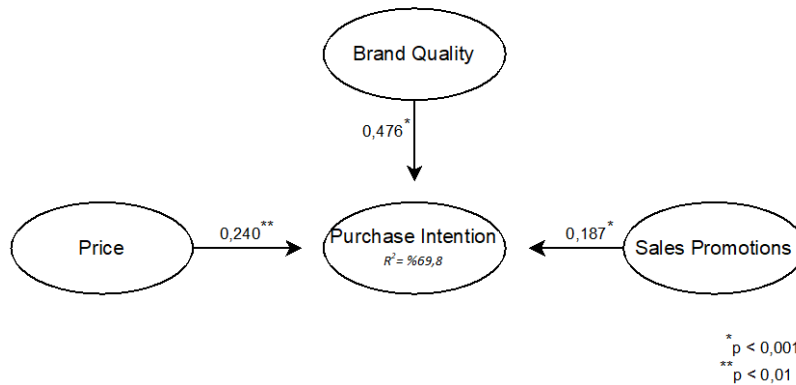 Brand Quality
0,476*
Price
0,240**
Purchase Intention
R²= %69,8
0,187*
Sales Promotions
*p < 0,001
**p < 0,01